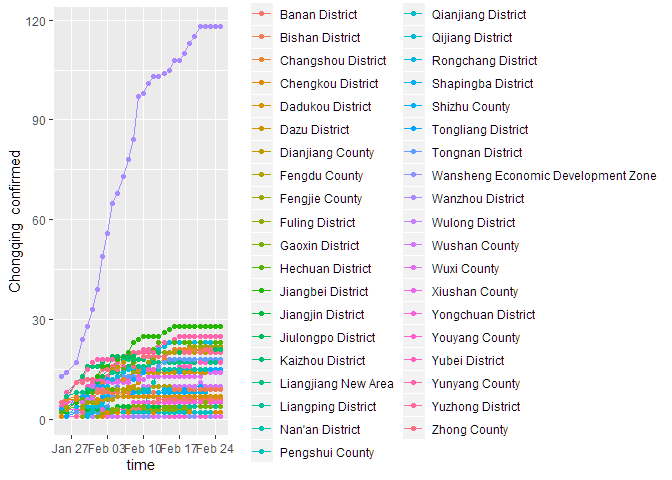 120
90
60
30
0
Chongqing confirmed
Jan 27
Feb 03
Feb 10
Feb 17
Feb 24
time
Banan District
Bishan District
Changshou District
Chengkou District
Dadukou District
Dazu District
Dianjiang County
Fengdu County
Fengjie County
Fuling District
Gaoxin District
Hechuan District
Jiangbei District
Jiangjin District
Jiulongpo District
Kaizhou District
Liangjiang New Area
Liangping District
Nan'an District
Pengshui County
Qianjiang District
Qijiang District
Rongchang District
Shapingba District
Shizhu County
Tongliang District
Tongnan District
Wansheng Economic Development Zone
Wanzhou District
Wulong District
Wushan County
Wuxi County
Xiushan County
Yongchuan District
Youyang County
Yubei District
Yunyang County
Yuzhong District
Zhong County